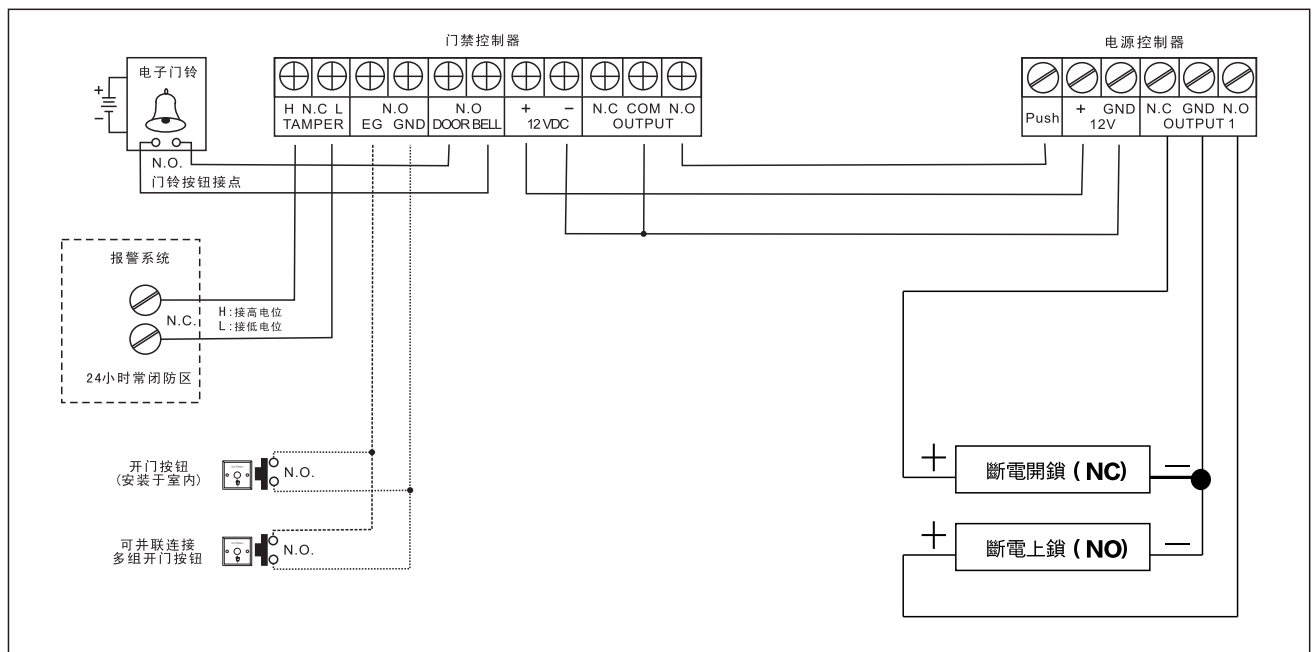 门禁控制器
电源控制器
电子门铃
+
−
H N.C L
TAMPER
N.O
EG GND
N.O
DOOR BELL
+ −
12 VDC
N.C COM N.O
OUTPUT
Push
+ GND
12V
N.C GND N.O
OUTPUT 1
N.O.
门铃按钮接点
报警系统
N.C.
H:接高电位
L:接低电位
24小时常闭防区
开门按钮
(安装于室内)
N.O.
可并联连接
多组开门按钮
N.O.
+
斷電開鎖 (NC)
−
+
斷電上鎖 (NO)
−